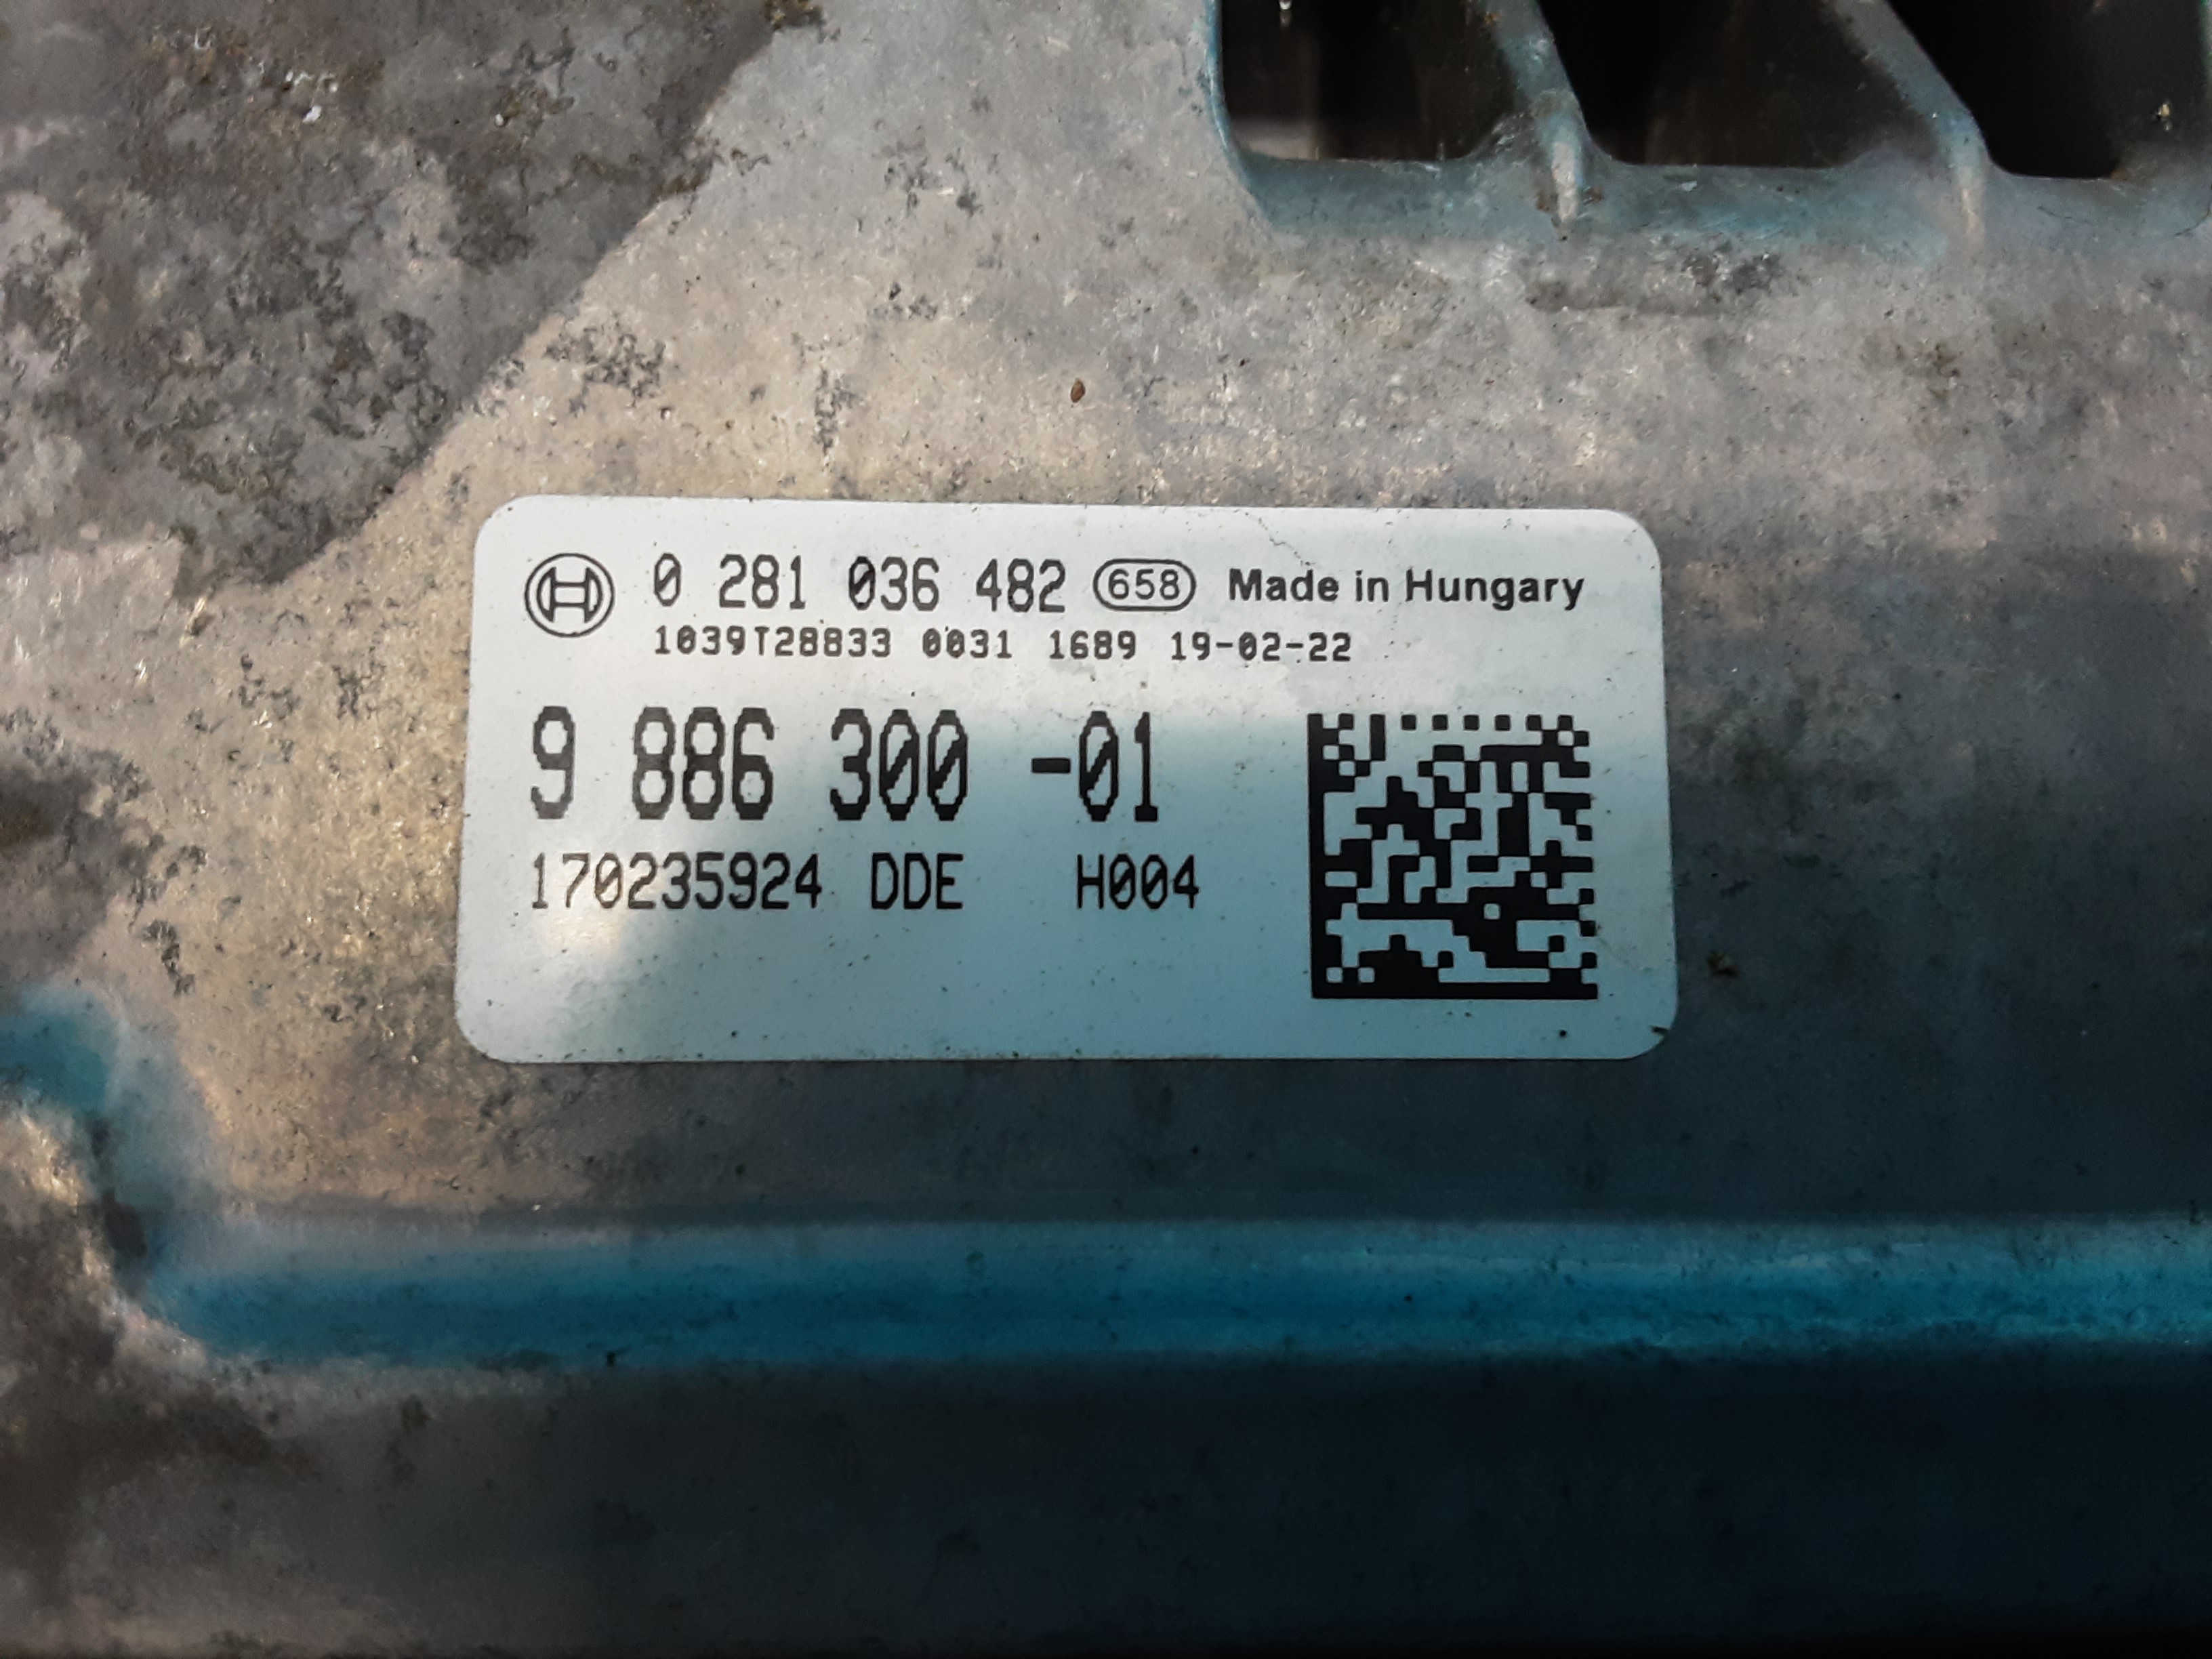 0 281 036 482 658 Made in Hungary
1039T28833 0031 1689 19-02-22
9 886 300 -01
170235924 DDE H004